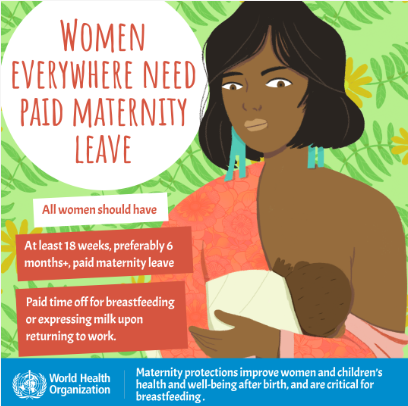 WOMEN
EVERYWHERE NEED
PAID MATERNITY
LEAVE
All women should have
At least 18 weeks, preferably 6
months+, paid maternity leave
Paid time off for breastfeeding
or expressing milk upon
returning to work.
World Health
Organization
Maternity protections improve women and children's
health and well-being after birth, and are critical for
breastfeeding .